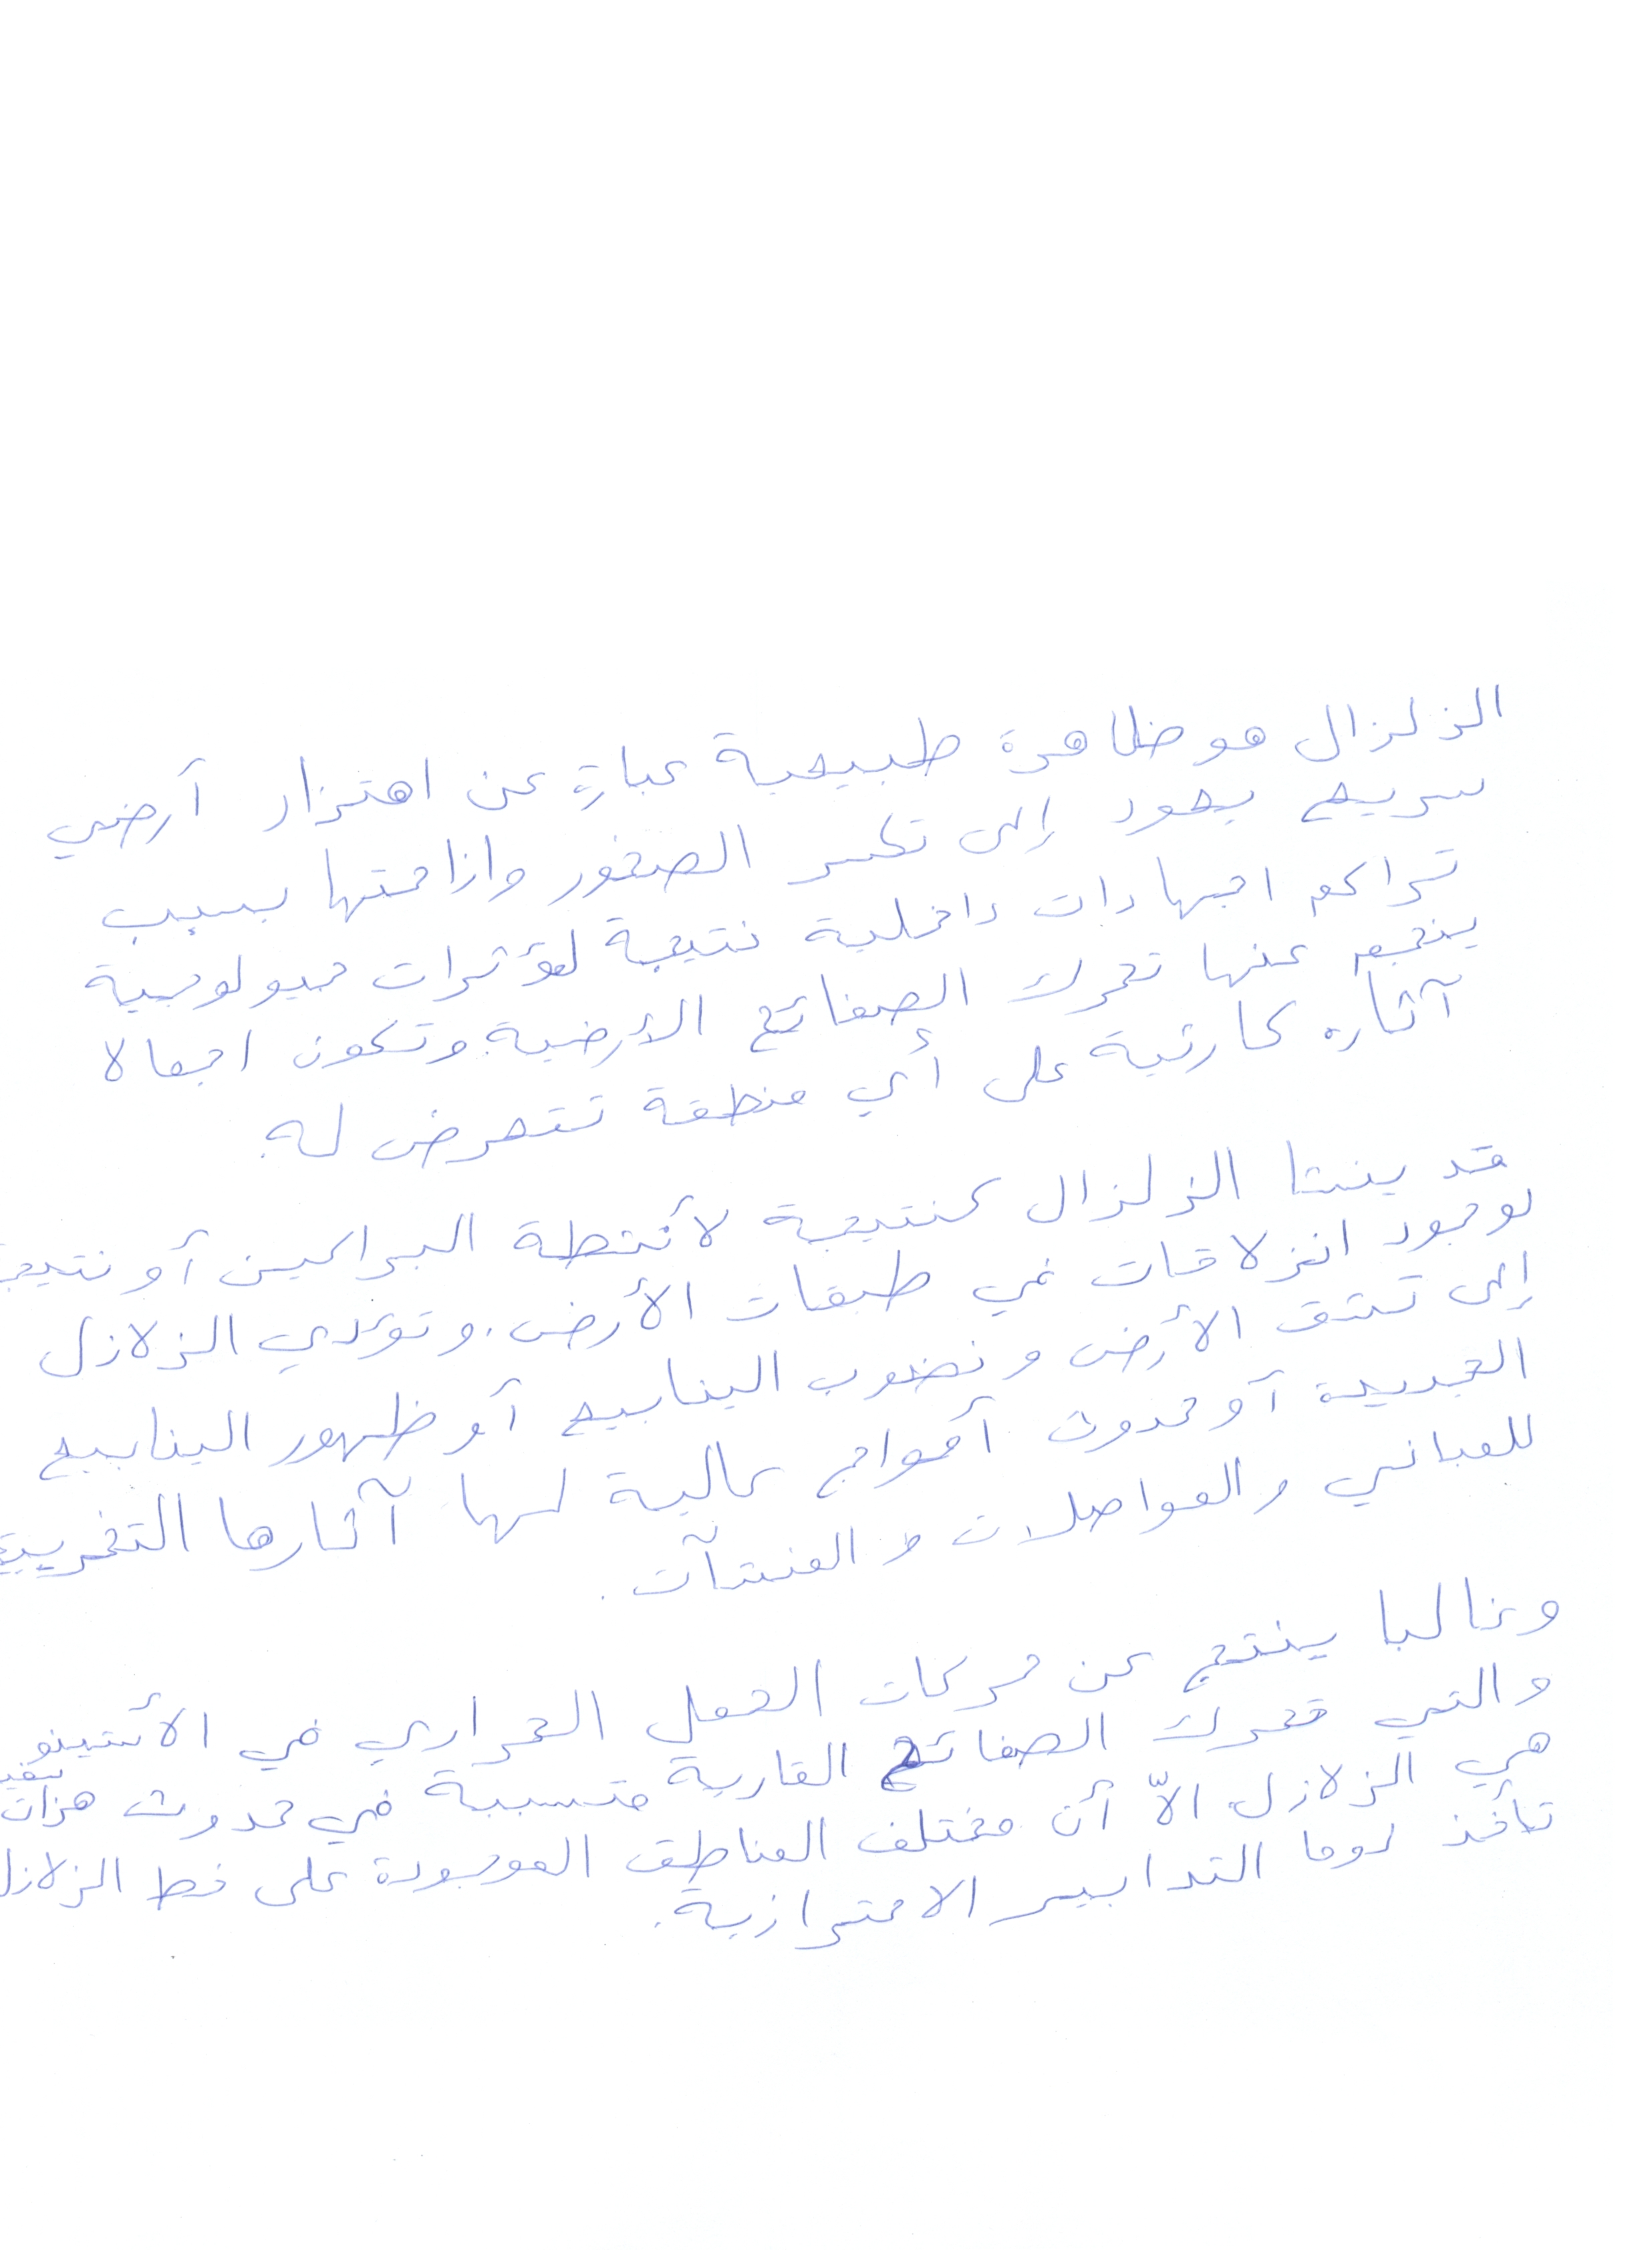 الزلزال هو ظاهرة طبيعية عبارة عن اهتزاز أرضي
سريع يعود إلى تكسر الصخور وازاحتها بسبب
تراكم اجهادات داخلية نتيجة لمؤثرات جيولوجية
ينجم عنها تحرك الصفائح الأرضية وتكون اجمالا
آثاره كارثية على أي منطقة تتعرض له.
قد ينشا الزلزال كنتيجة لأنشطة البراكين أو نتيجة
لوجود انزلاقات في طبقات الأرض. وتؤدي الزلازل
إلى تشقق الأرض ونضوب الينابيع أو ظهور الينابيع
الجديدة أو حدوث أمواج عالية لها آثارها التخريبية
للمباني والمواصلات والمنشآت.
وغالبا ينتج عن حركات الحمل الحراري في
والتي تحرك الصفائح القارية متسببة في حدوث هزات
هي الزلازل الاّ أن مختلف المناطق الموجودة على خط الزلازل
تأخذ دوما التدابير الاحترازية.